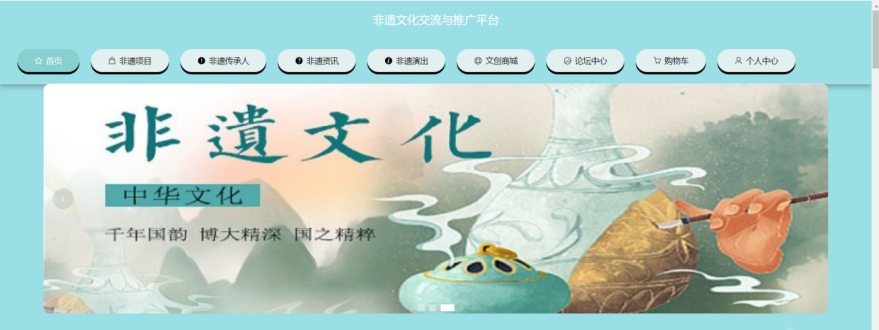 非遗文化交流与推广平台
首页 非遗项目 非遗传承人 非遗资讯 非遗演出 文创商城 论坛中心 购物车 个人中心
非遺文化
中华文化
千年国韵 博大精深 国之精粹